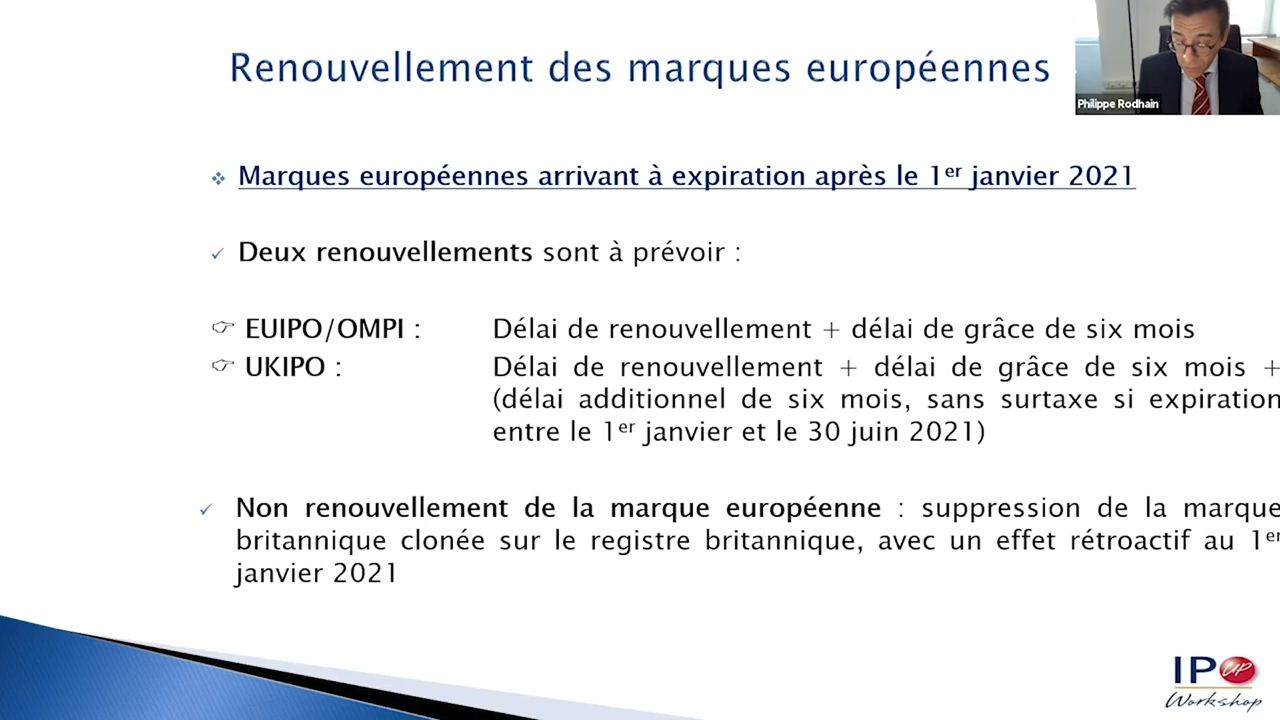 Renouvellement des marques européennes
Philippe Rodhain
Marques européennes arrivant à expiration après le 1er janvier 2021
Deux renouvellements sont à prévoir :
EUIPO/OMPI : Délai de renouvellement + délai de grâce de six mois
UKIPO : Délai de renouvellement + délai de grâce de six mois +
(délai additionnel de six mois, sans surtaxe si expiration
entre le 1er janvier et le 30 juin 2021)
Non renouvellement de la marque européenne : suppression de la marque
britannique clonée sur le registre britannique, avec un effet rétroactif au 1er
janvier 2021
IP UP
Workshop